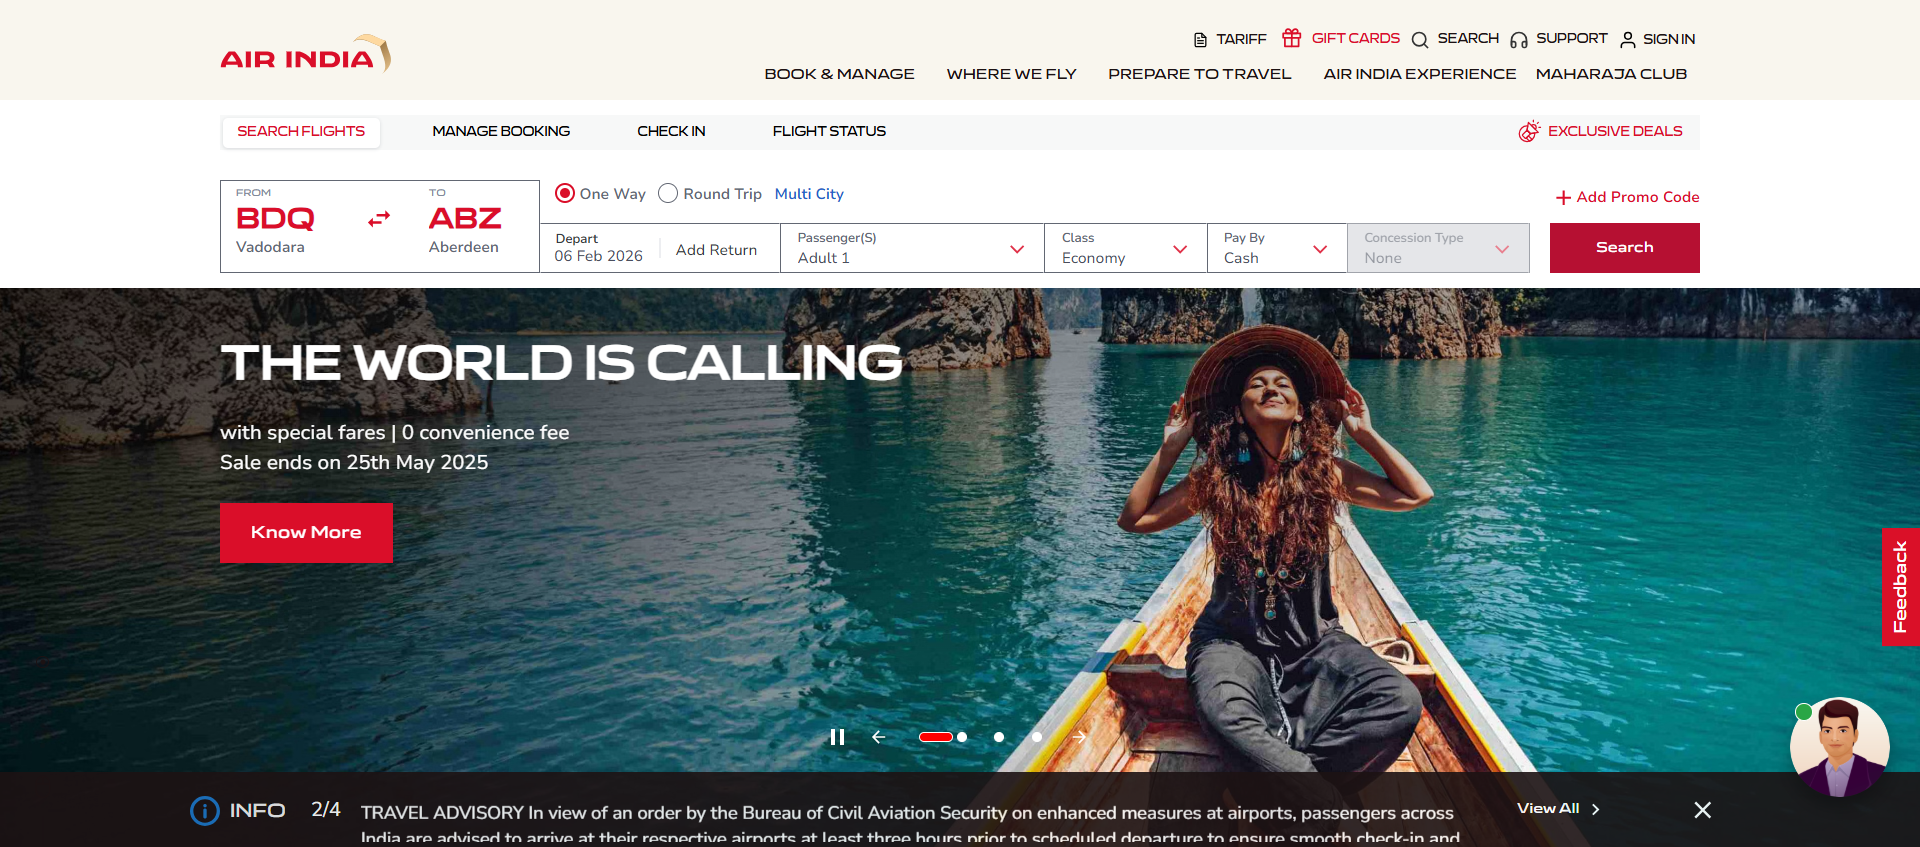 AIR INDIA
TARIFF GIFT CARDS SEARCH SUPPORT SIGN IN
BOOK & MANAGE WHERE WE FLY PREPARE TO TRAVEL AIR INDIA EXPERIENCE MAHARAJA CLUB
SEARCH FLIGHTS MANAGE BOOKING CHECK IN FLIGHT STATUS EXCLUSIVE DEALS
FROM TO
BDQ ABZ
Vadodara Aberdeen
One Way Round Trip Multi City
Add Promo Code
Depart
06 Feb 2026
Add Return
Passenger(S)
Adult 1
Class
Economy
Pay By
Cash
Concession Type
None
Search
THE WORLD IS CALLING
with special fares | 0 convenience fee
Sale ends on 25th May 2025
Know More
Feedback
INFO 2/4
TRAVEL ADVISORY In view of an order by the Bureau of Civil Aviation Security on enhanced measures at airports, passengers across
India are advised to arrive at their respective airports at least three hours prior to scheduled departure to ensure smooth check-in and
View All